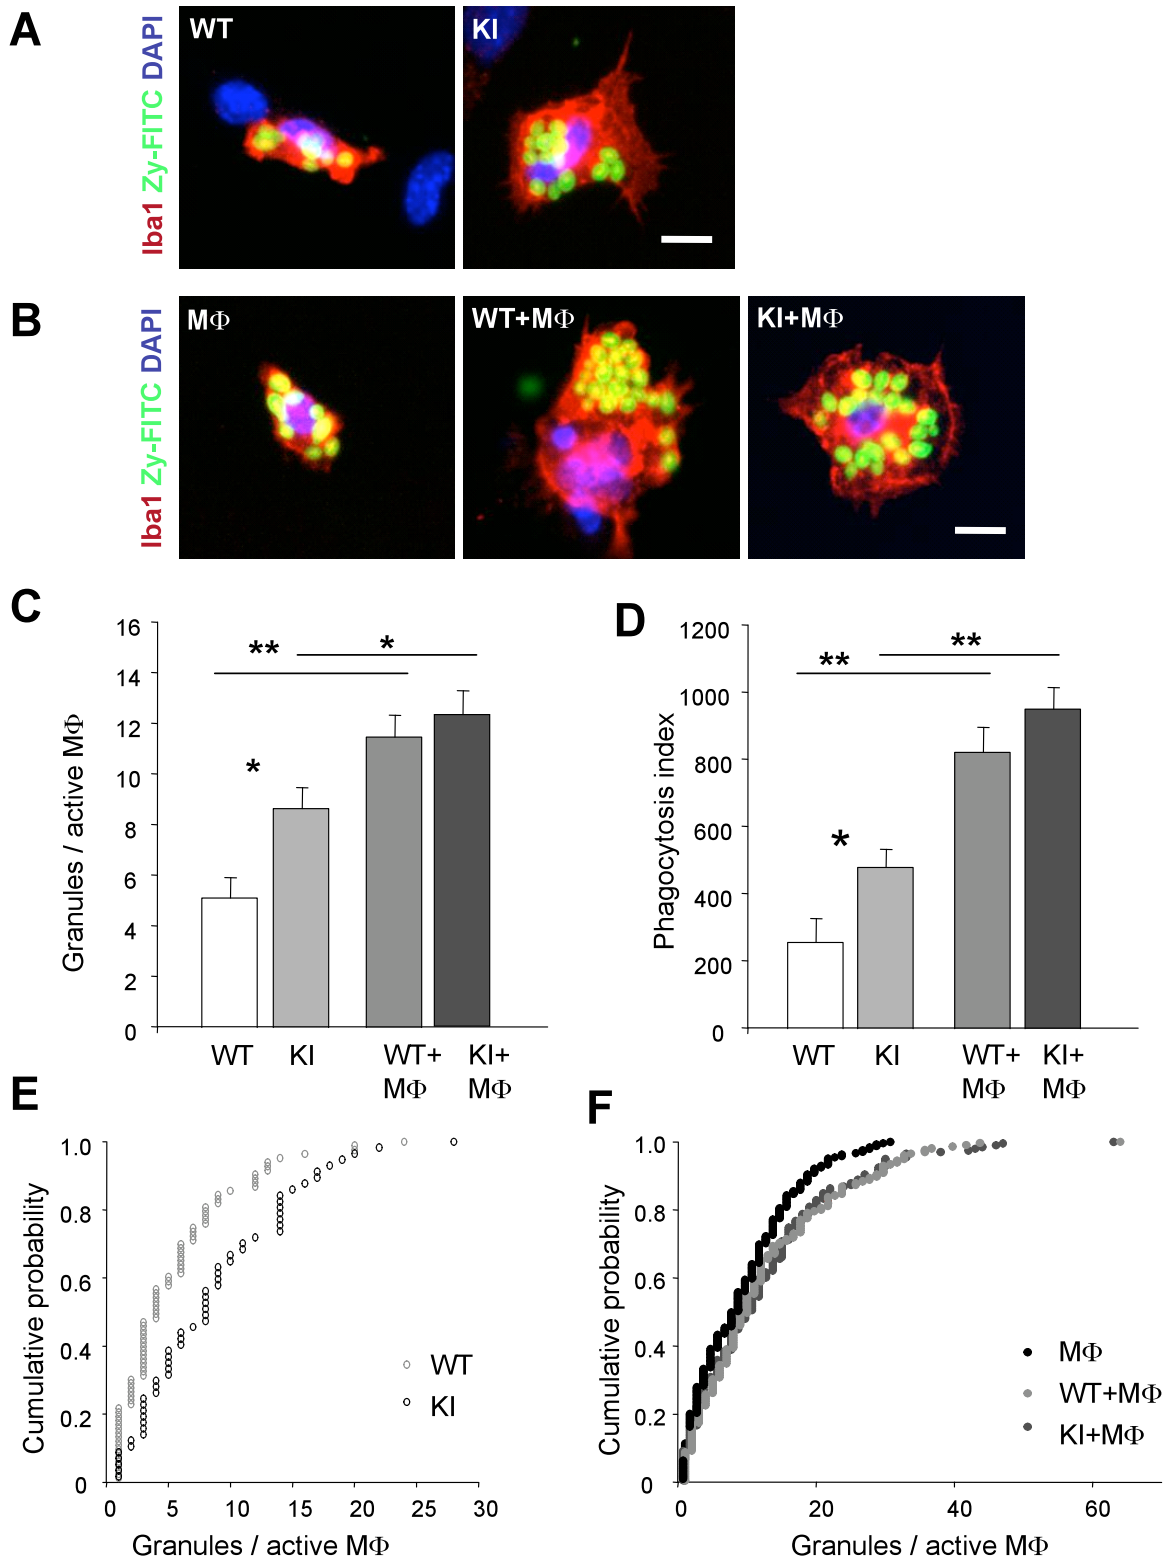 A
Iba1 Zy-FITC DAPI
WT
KI
B
Iba1 Zy-FITC DAPI
MΦ
WT+MΦ
KI+MΦ
C
Granules / active MΦ
16
14
12
10
8
6
4
2
0
**
*
*
WT
KI
WT+
MΦ
KI+
MΦ
D
Phagocytosis index
1200
1000
800
600
400
200
0
**
**
*
WT
KI
WT+
MΦ
KI+
MΦ
E
Cumulative probability
1.0
0.8
0.6
0.4
0.2
0
WT
KI
0 5 10 15 20 25 30
Granules / active MΦ
F
Cumulative probability
1.0
0.8
0.6
0.4
0.2
0
MΦ
WT+MΦ
KI+MΦ
0 20 40 60
Granules / active MΦ